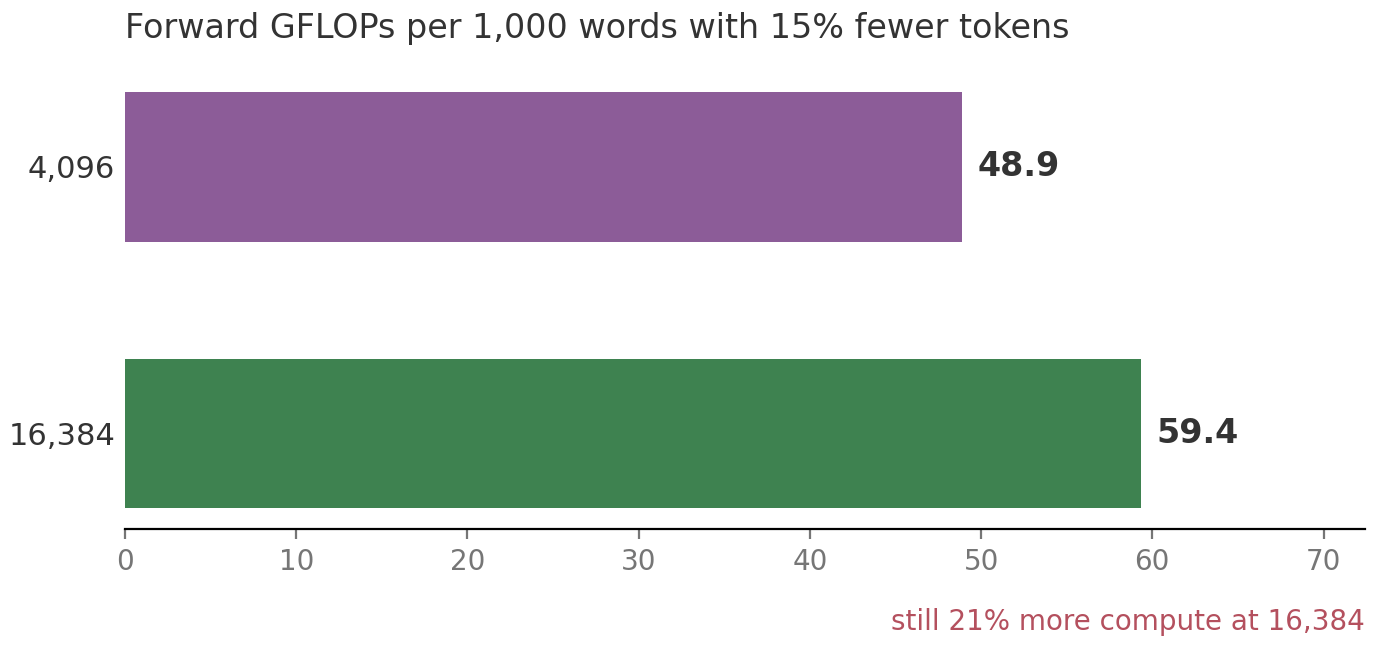 Forward GFLOPs per 1,000 words with 15% fewer tokens
4,096
48.9
16,384
59.4
0 10 20 30 40 50 60 70
still 21% more compute at 16,384